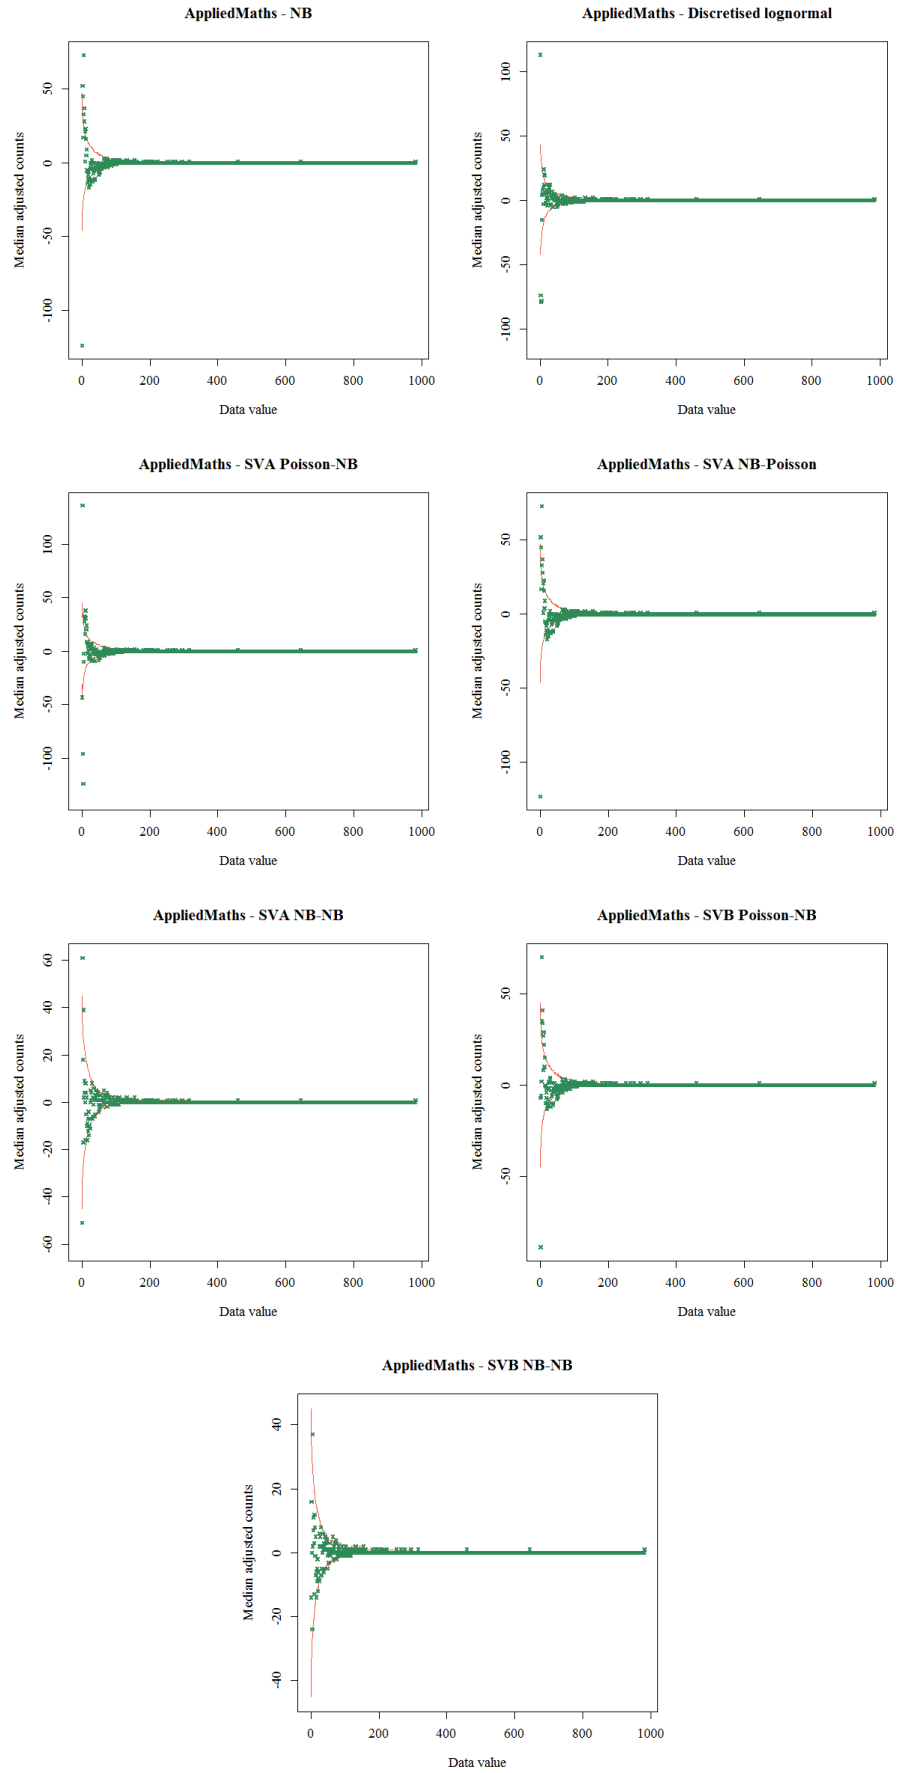 AppliedMaths - NB
Median adjusted counts
50
0
-50
-100
0 200 400 600 800 1000
Data value
AppliedMaths - Discretised lognormal
Median adjusted counts
100
50
0
-50
-100
0 200 400 600 800 1000
Data value
AppliedMaths - SVA Poisson-NB
Median adjusted counts
100
50
0
-50
-100
0 200 400 600 800 1000
Data value
AppliedMaths - SVA NB-Poisson
Median adjusted counts
50
0
-50
-100
0 200 400 600 800 1000
Data value
AppliedMaths - SVA NB-NB
Median adjusted counts
60
40
20
0
-20
-40
-60
0 200 400 600 800 1000
Data value
AppliedMaths - SVB Poisson-NB
Median adjusted counts
50
0
-50
0 200 400 600 800 1000
Data value
AppliedMaths - SVB NB-NB
Median adjusted counts
40
20
0
-20
-40
0 200 400 600 800 1000
Data value